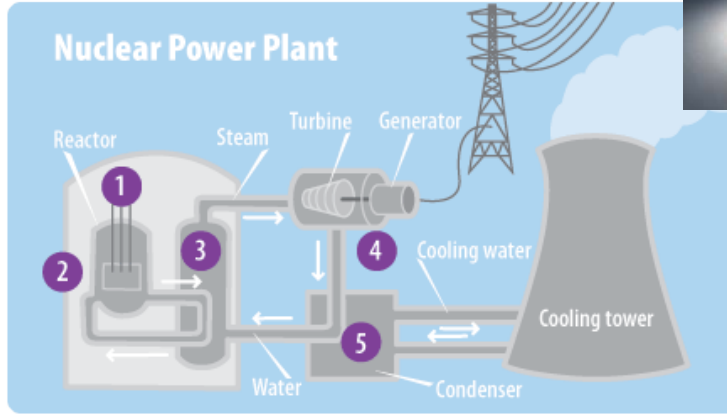 Nuclear Power Plant
Reactor
Steam
Turbine
Generator
1
2
3
4
Cooling water
Cooling tower
5
Water
Condenser